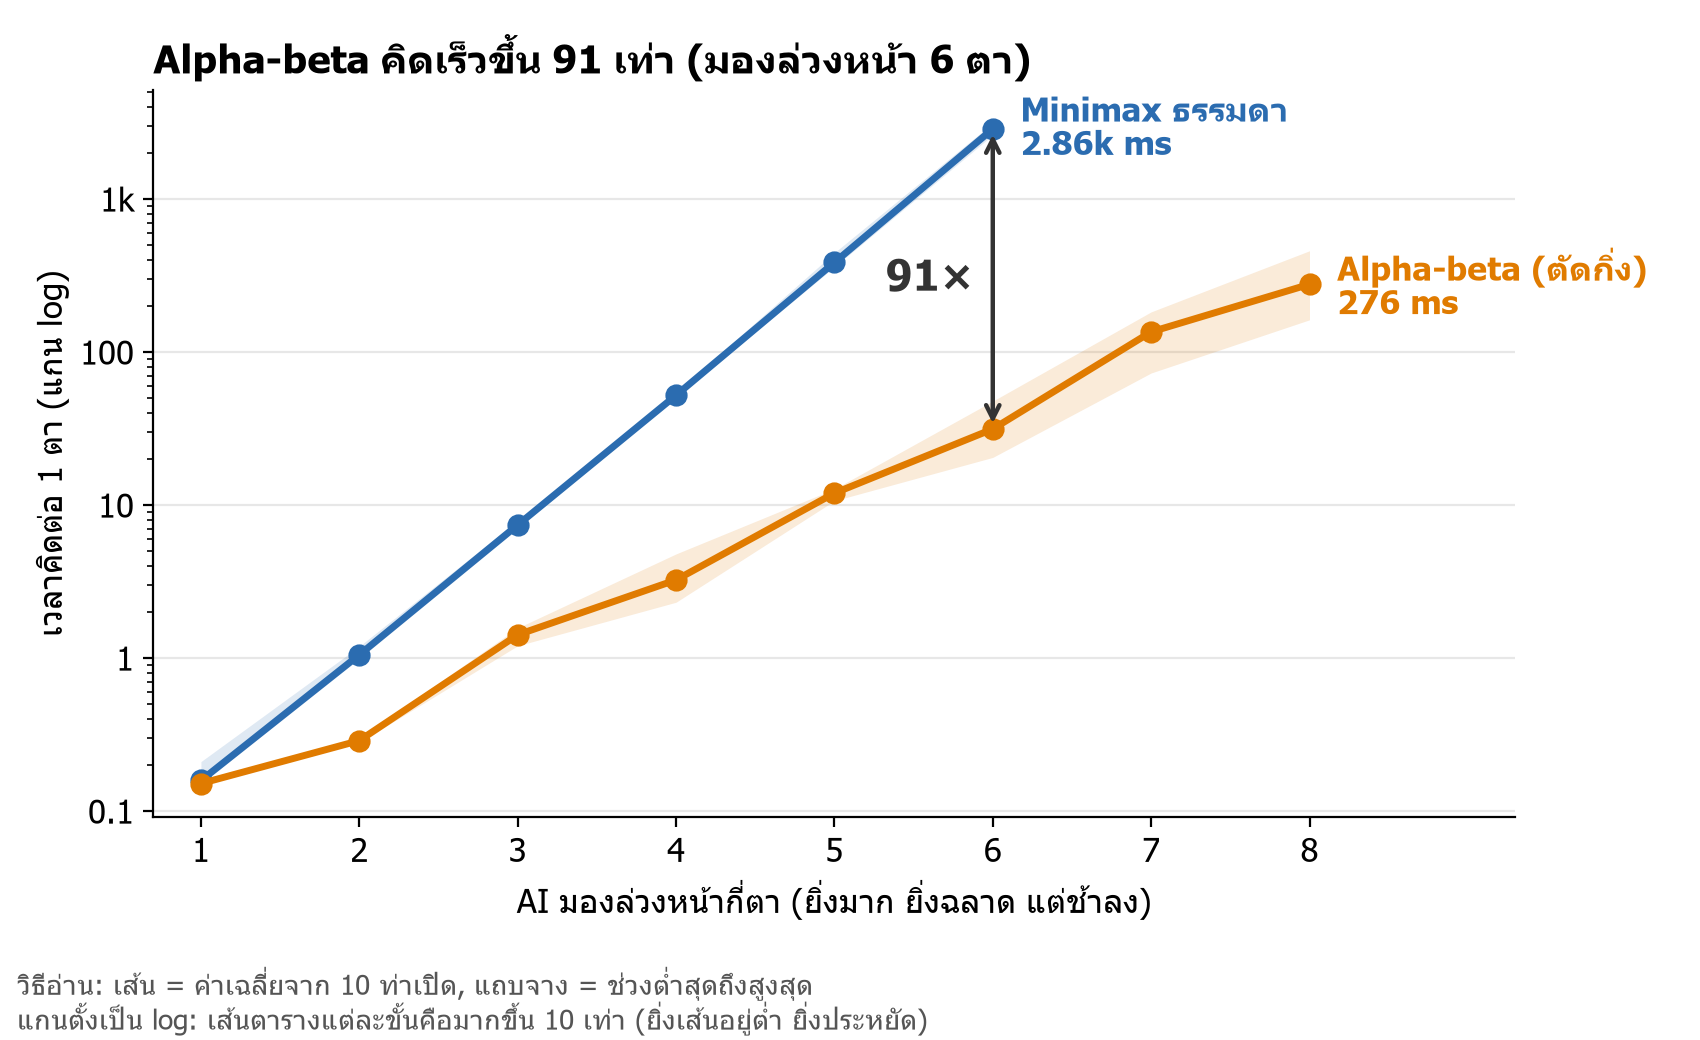 Alpha-beta คิดเร็วขึ้น 91 เท่า (มองล่วงหน้า 6 ตา)
Minimax ธรรมดา
2.86k ms
91×
Alpha-beta (ตัดกิ่ง)
276 ms
เวลาคิดต่อ 1 ตา (แกน log)
1k
100
10
1
0.1
1 2 3 4 5 6 7 8
AI มองล่วงหน้ากี่ตา (ยิ่งมาก ยิ่งฉลาด แต่ช้าลง)
วิธีอ่าน: เส้น = ค่าเฉลี่ยจาก 10 ท่าเปิด, แถบจาง = ช่วงต่ำสุดถึงสูงสุด
แกนตั้งเป็น log: เส้นตารางแต่ละขั้นคือมากขึ้น 10 เท่า (ยิ่งเส้นอยู่ต่ำ ยิ่งประหยัด)